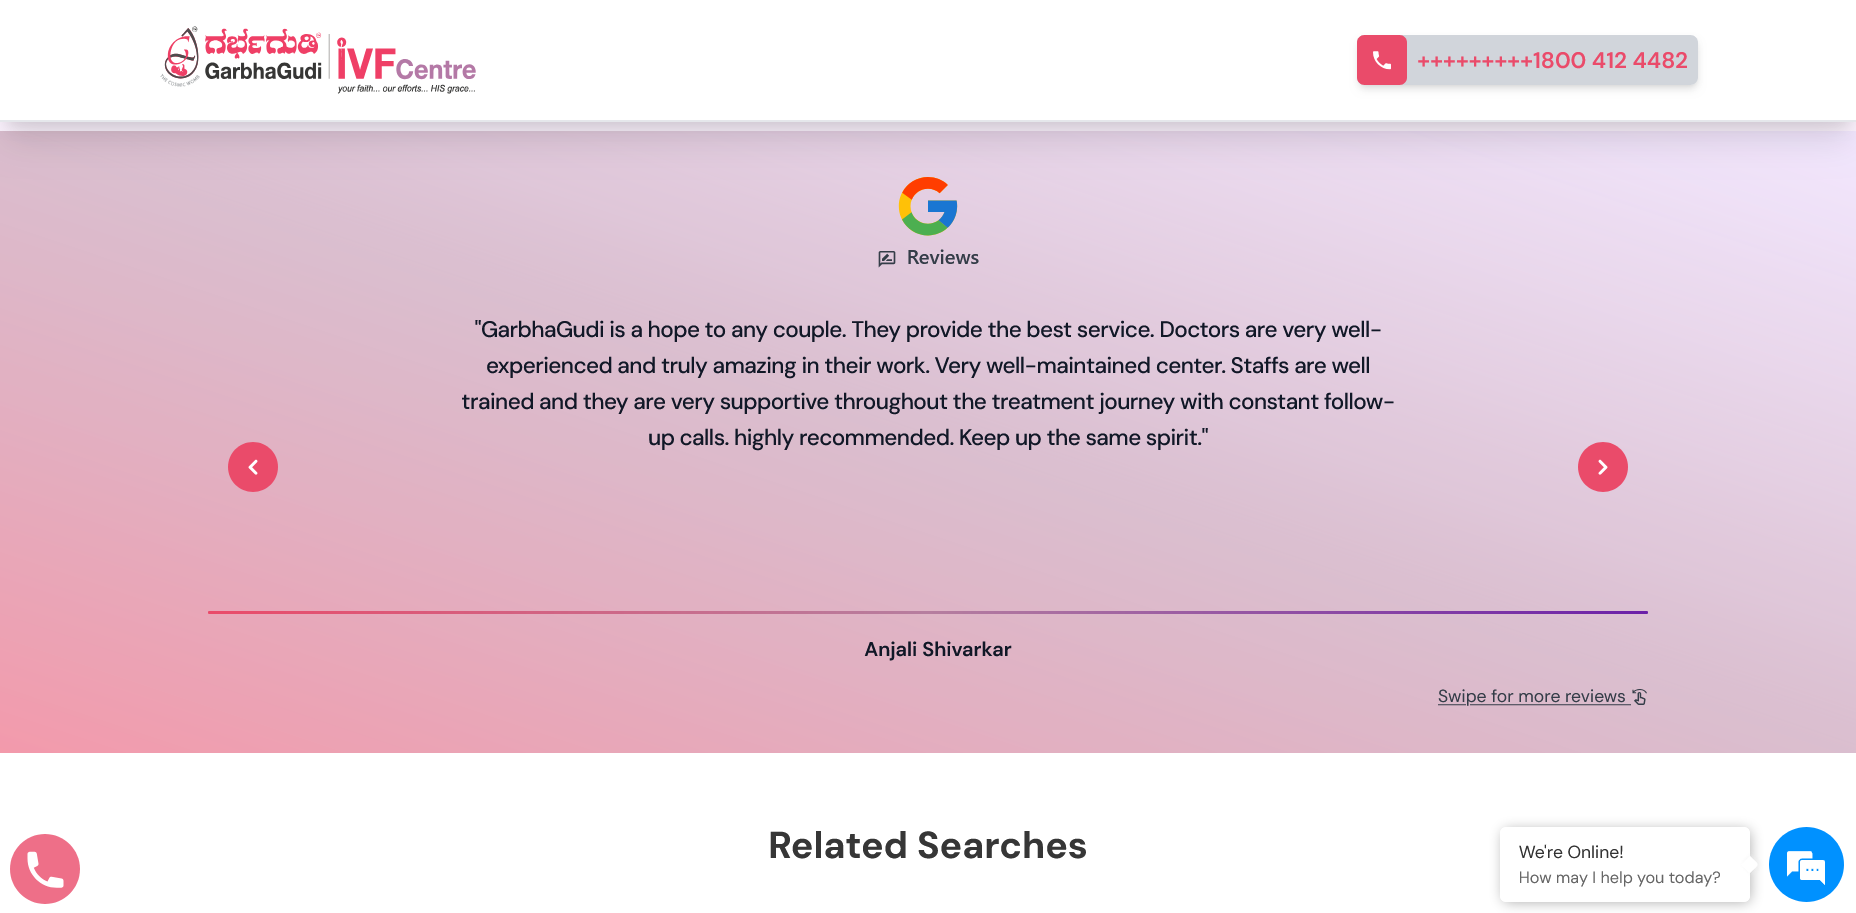 ಗರ್ಭಗುಡಿ
GarbhaGudi
iVF Centre
your faith... our efforts... HIS grace...
+++++++++1800 412 4482
Reviews
"GarbhaGudi is a hope to any couple. They provide the best service. Doctors are very well-
experienced and truly amazing in their work. Very well-maintained center. Staffs are well
trained and they are very supportive throughout the treatment journey with constant follow-
up calls. highly recommended. Keep up the same spirit."
Anjali Shivarkar
Swipe for more reviews
Related Searches
We're Online!
How may I help you today?